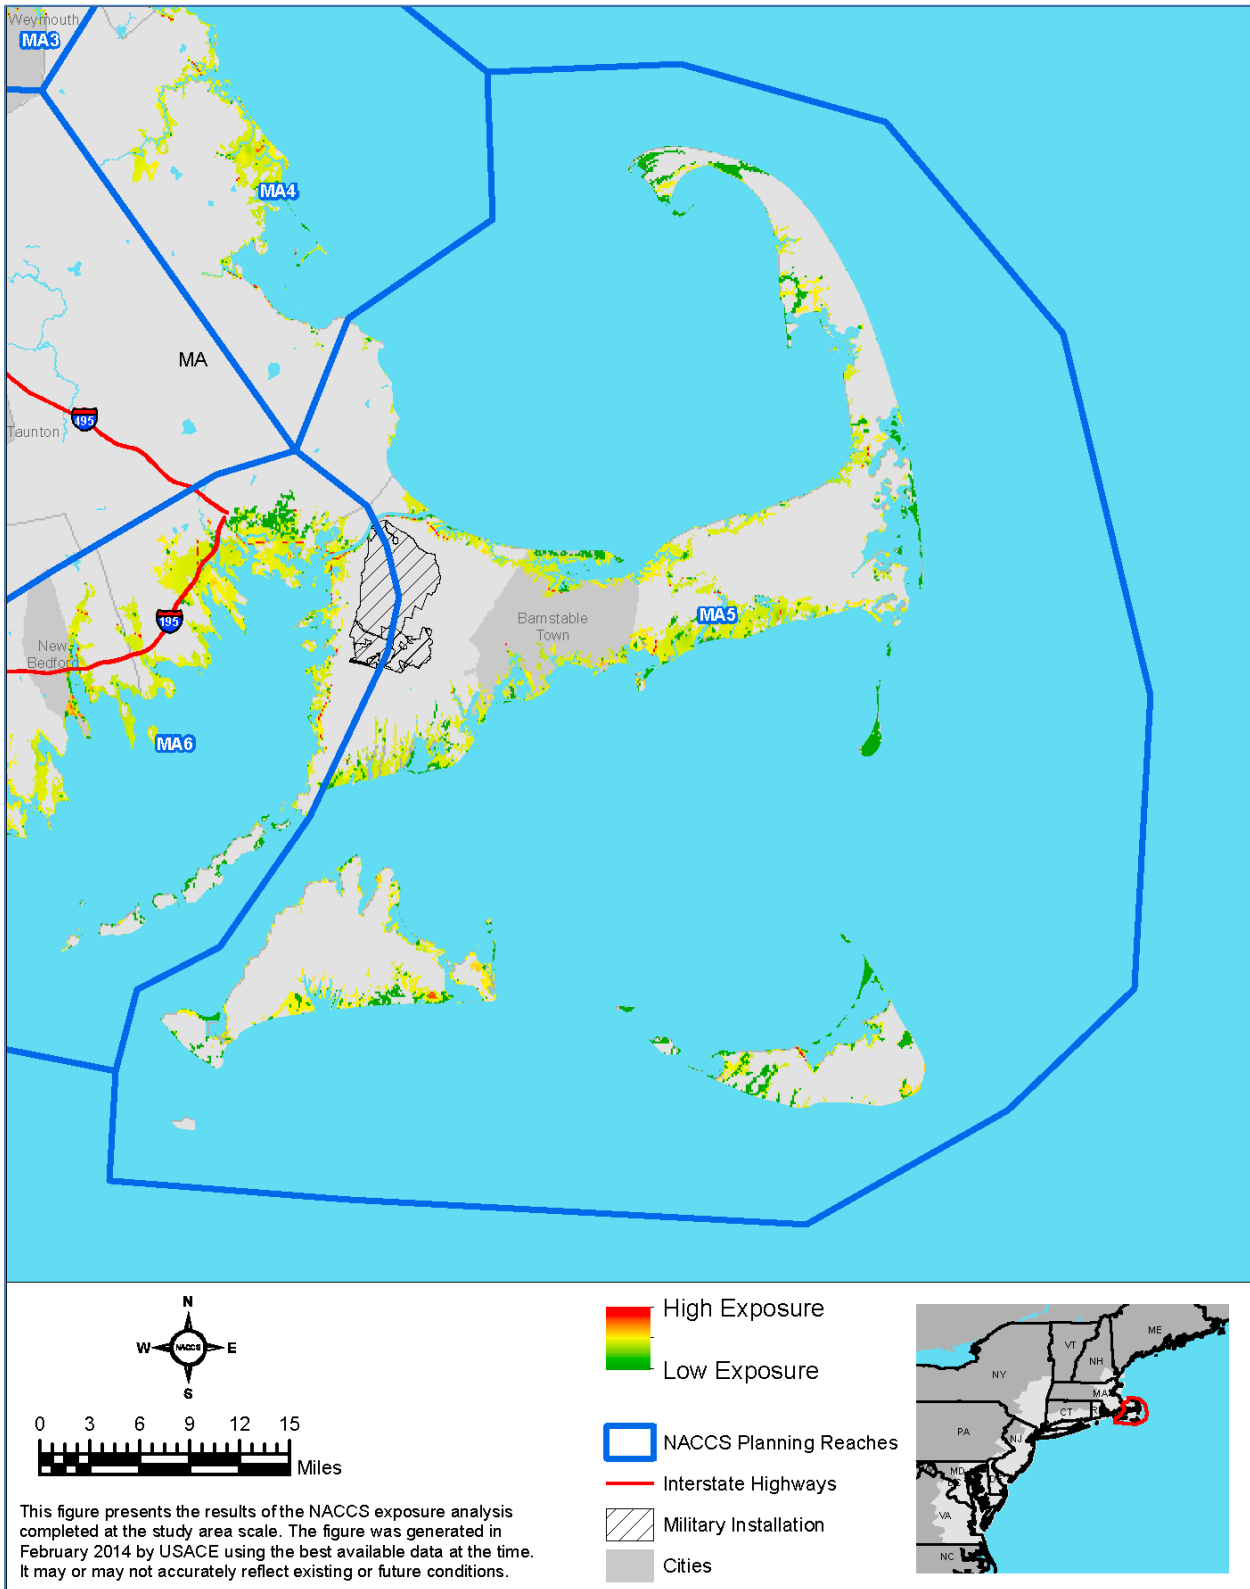 Weymouth
MA3
MA4
MA
495
Taunton
195
New
Bedford
Barnstable
Town
MA5
MA6
N
W
NACCS
E
S
0 3 6 9 12 15
Miles
This figure presents the results of the NACCS exposure analysis
completed at the study area scale. The figure was generated in
February 2014 by USACE using the best available data at the time.
It may or may not accurately reflect existing or future conditions.
High Exposure
Low Exposure
NACCS Planning Reaches
Interstate Highways
Military Installation
Cities
ME
VT
NH
NY
MA
CT
PA
NJ
MD
VA
NC